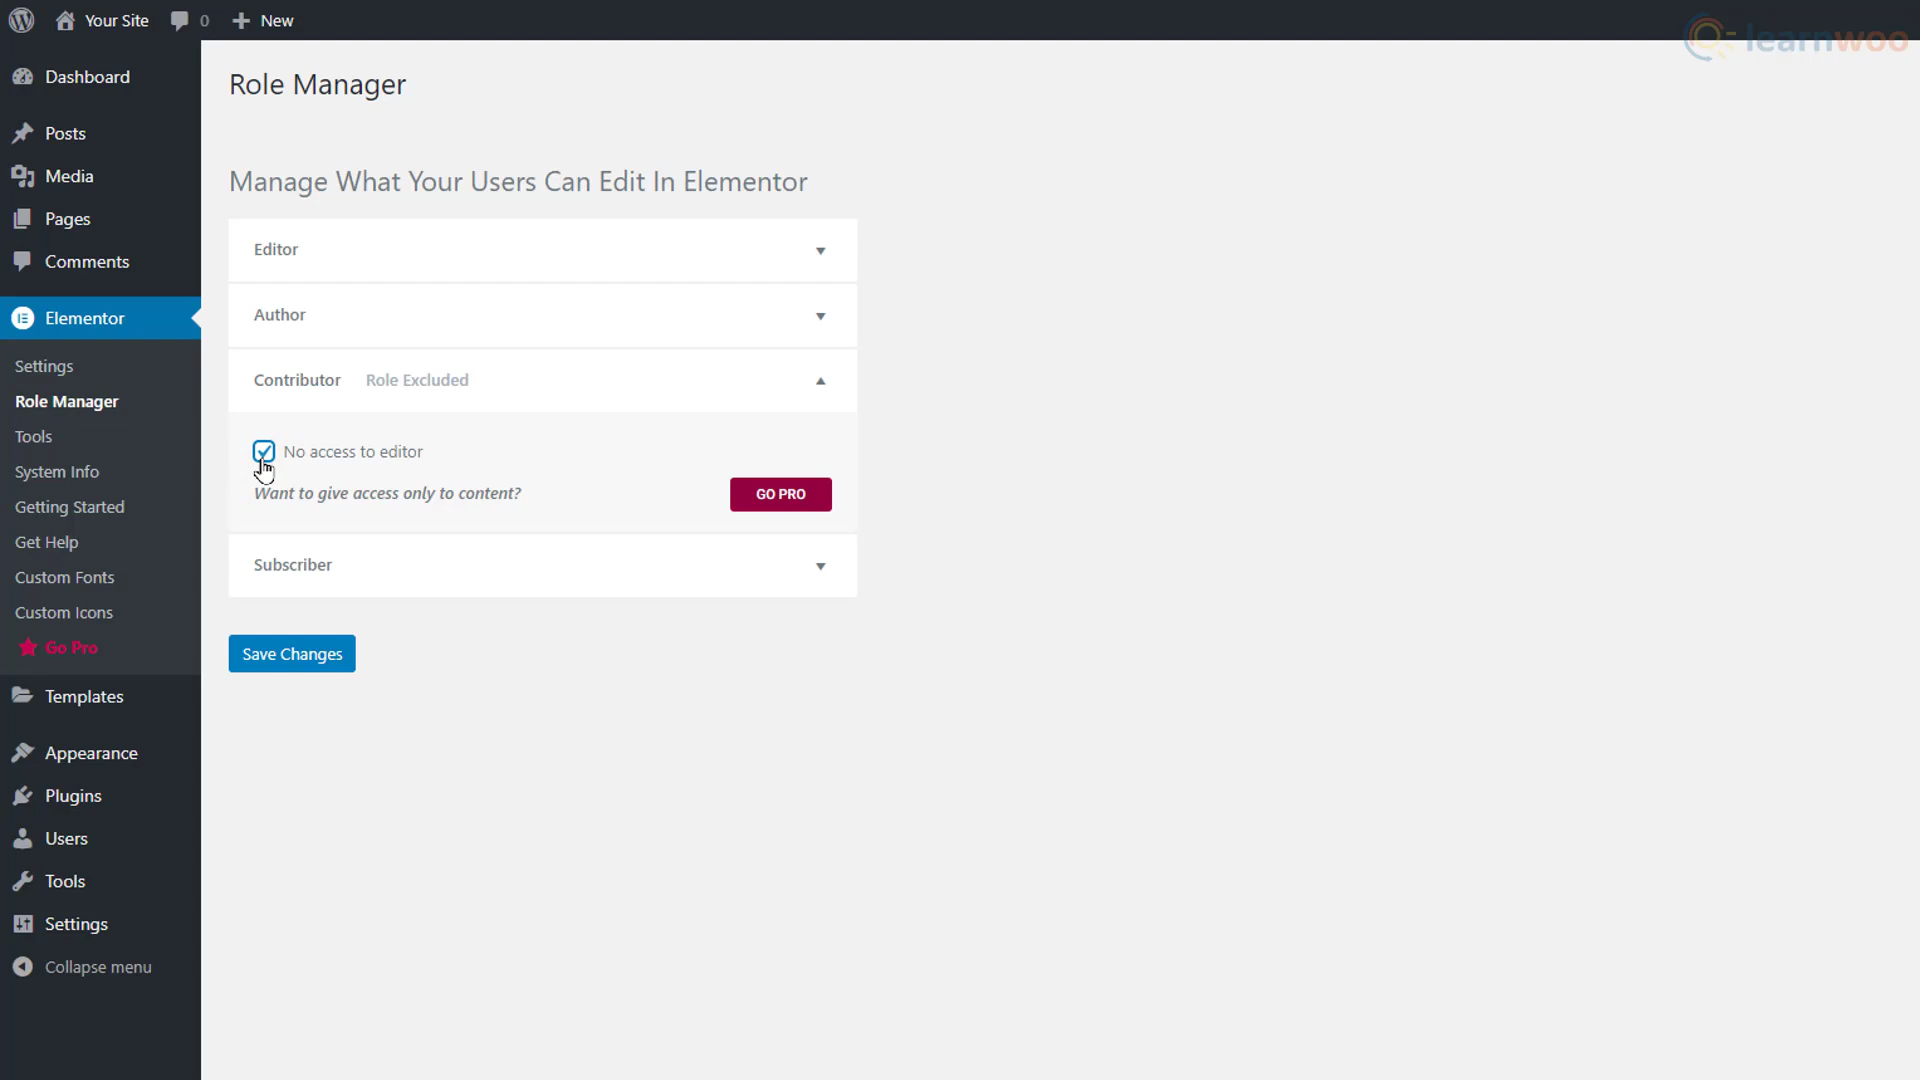 Your Site
0
New
learnwoo
Dashboard
Posts
Media
Pages
Comments
Elementor
Settings
Role Manager
Tools
System Info
Getting Started
Get Help
Custom Fonts
Custom Icons
Go Pro
Templates
Appearance
Plugins
Users
Tools
Settings
Collapse menu
Role Manager
Manage What Your Users Can Edit In Elementor
Editor
Author
Contributor Role Excluded
No access to editor
Want to give access only to content?
GO PRO
Subscriber
Save Changes